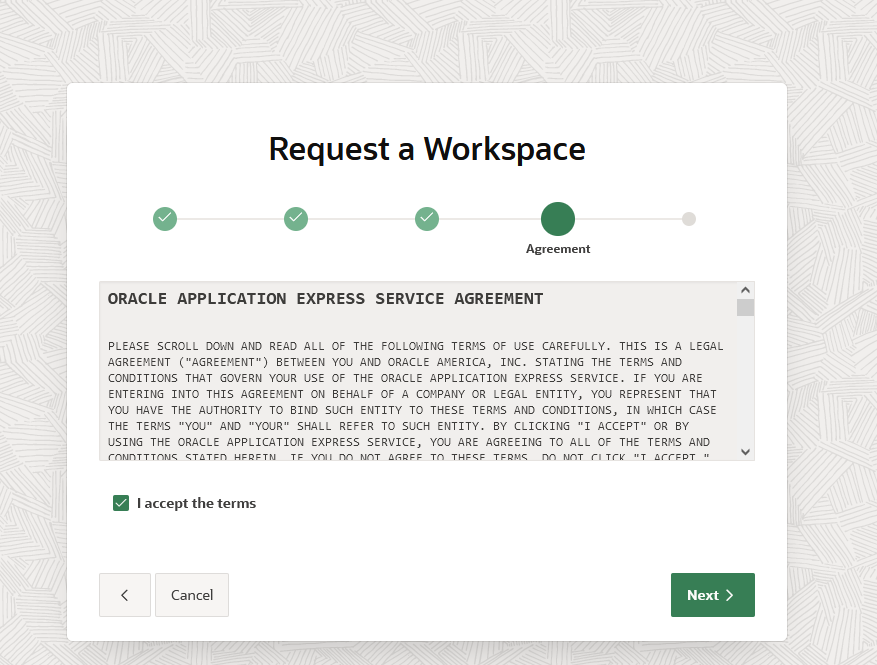 Request a Workspace
Agreement
ORACLE APPLICATION EXPRESS SERVICE AGREEMENT
PLEASE SCROLL DOWN AND READ ALL OF THE FOLLOWING TERMS OF USE CAREFULLY. THIS IS A LEGAL
AGREEMENT ("AGREEMENT") BETWEEN YOU AND ORACLE AMERICA, INC. STATING THE TERMS AND
CONDITIONS THAT GOVERN YOUR USE OF THE ORACLE APPLICATION EXPRESS SERVICE. IF YOU ARE
ENTERING INTO THIS AGREEMENT ON BEHALF OF A COMPANY OR LEGAL ENTITY, YOU REPRESENT THAT
YOU HAVE THE AUTHORITY TO BIND SUCH ENTITY TO THESE TERMS AND CONDITIONS, IN WHICH CASE
THE TERMS "YOU" AND "YOUR" SHALL REFER TO SUCH ENTITY. BY CLICKING "I ACCEPT" OR BY
USING THE ORACLE APPLICATION EXPRESS SERVICE, YOU ARE AGREEING TO ALL OF THE TERMS AND
CONDITIONS STATED HEREIN. IF YOU DO NOT AGREE TO THESE TERMS, DO NOT CLICK "I ACCEPT,"
I accept the terms
Cancel
Next